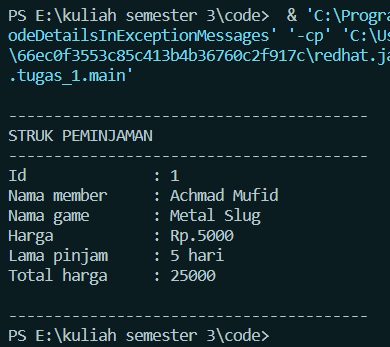 PS E:\kuliah semester 3\code>  & 'C:\Progra
odeDetailsInExceptionMessages' '-cp' 'C:\Us
\66ec0f3553c85c413b4b36760c2f917c\redhat.ja
.tugas_1.main'

----------------------------------------
STRUK PEMINJAMAN
----------------------------------------
Id              : 1
Nama member     : Achmad Mufid
Nama game       : Metal Slug
Harga           : Rp.5000
Lama pinjam     : 5 hari
Total harga     : 25000

----------------------------------------
PS E:\kuliah semester 3\code>